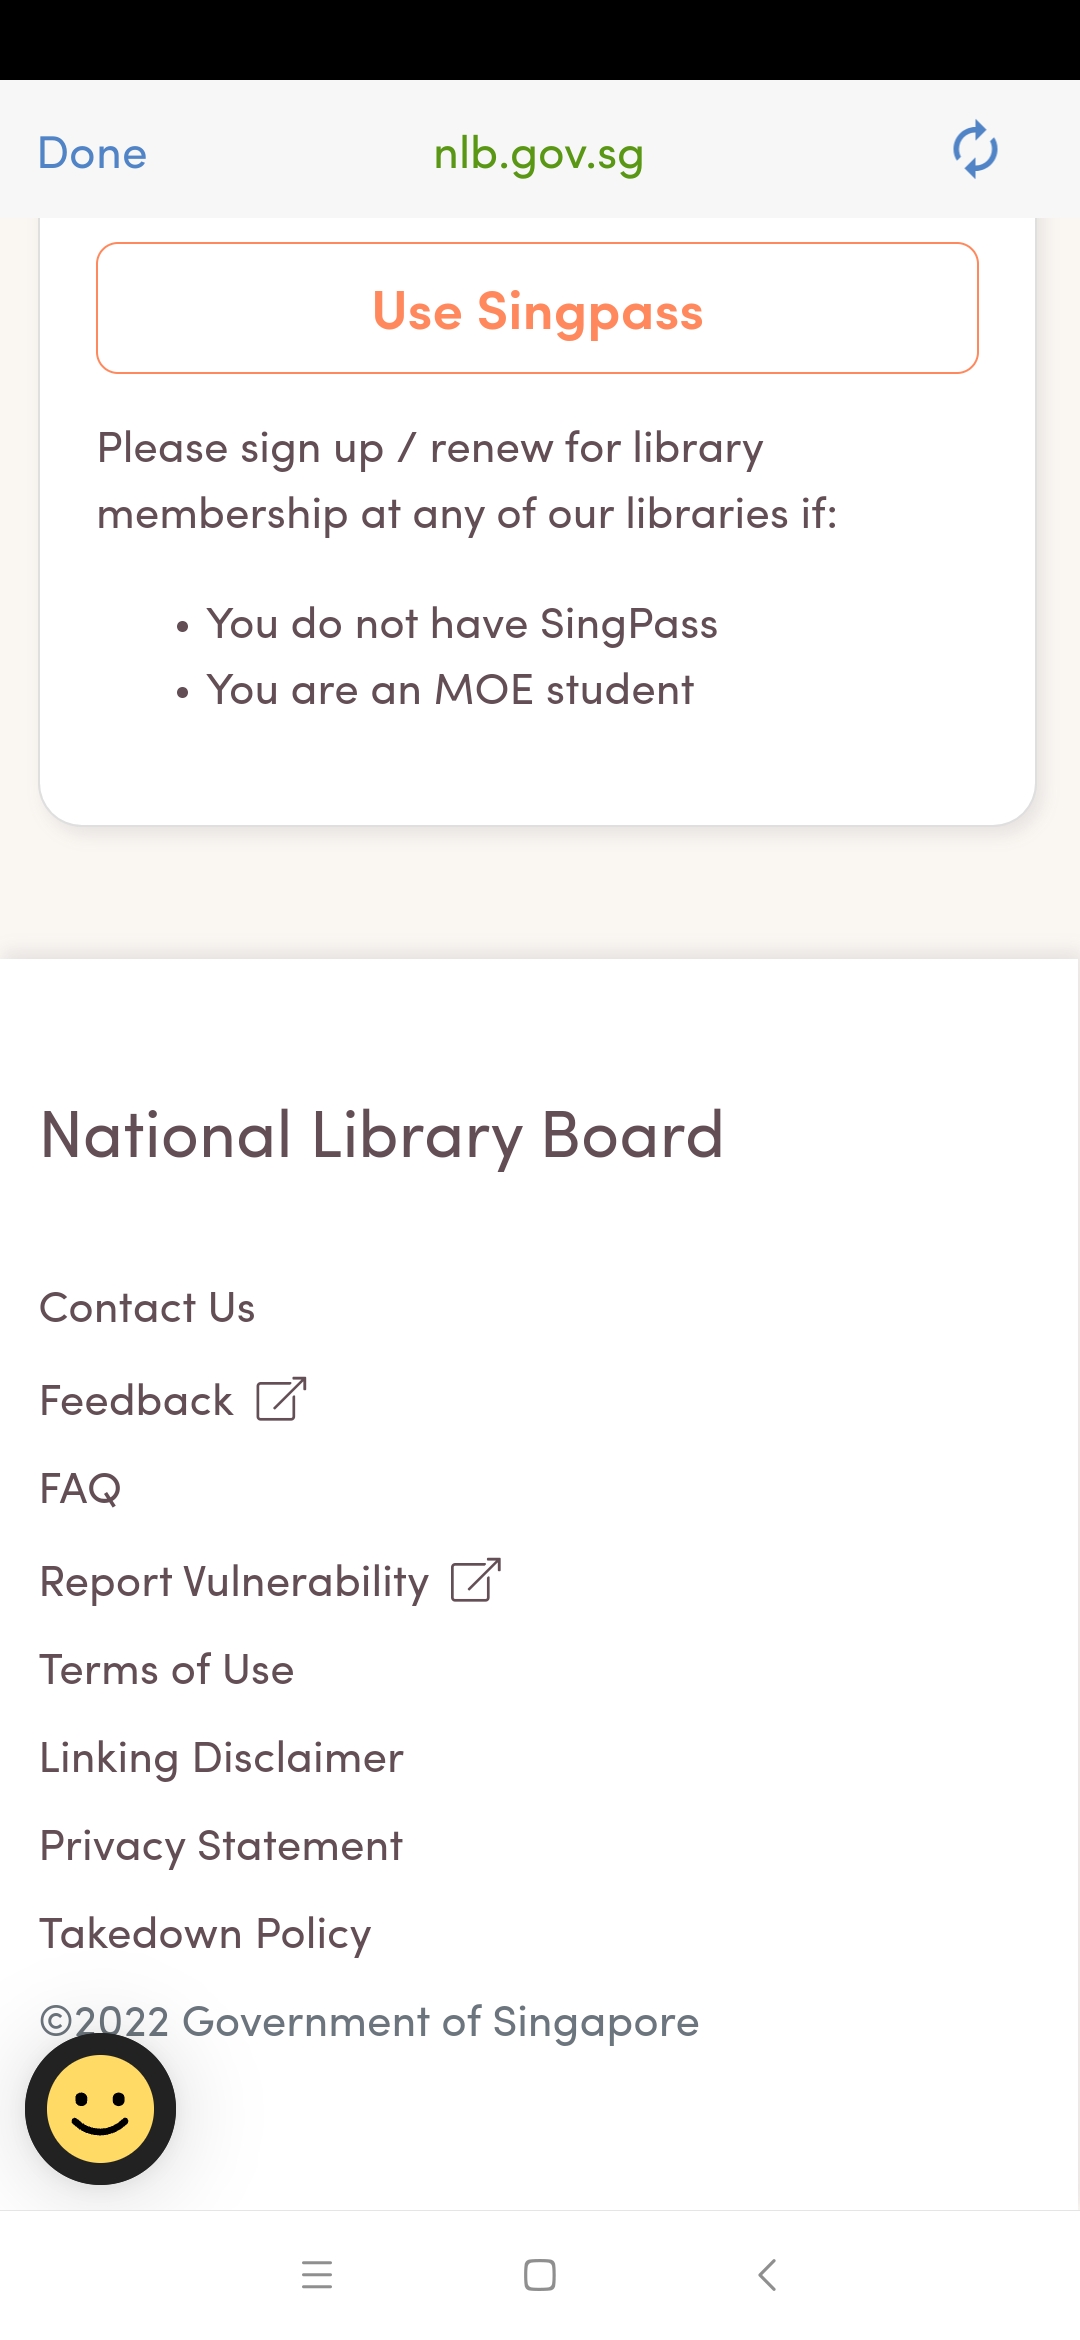 Done
nlb.gov.sg
Use Singpass
Please sign up / renew for library
membership at any of our libraries if:
• You do not have SingPass
• You are an MOE student
National Library Board
Contact Us
Feedback
FAQ
Report Vulnerability
Terms of Use
Linking Disclaimer
Privacy Statement
Takedown Policy
©2022 Government of Singapore